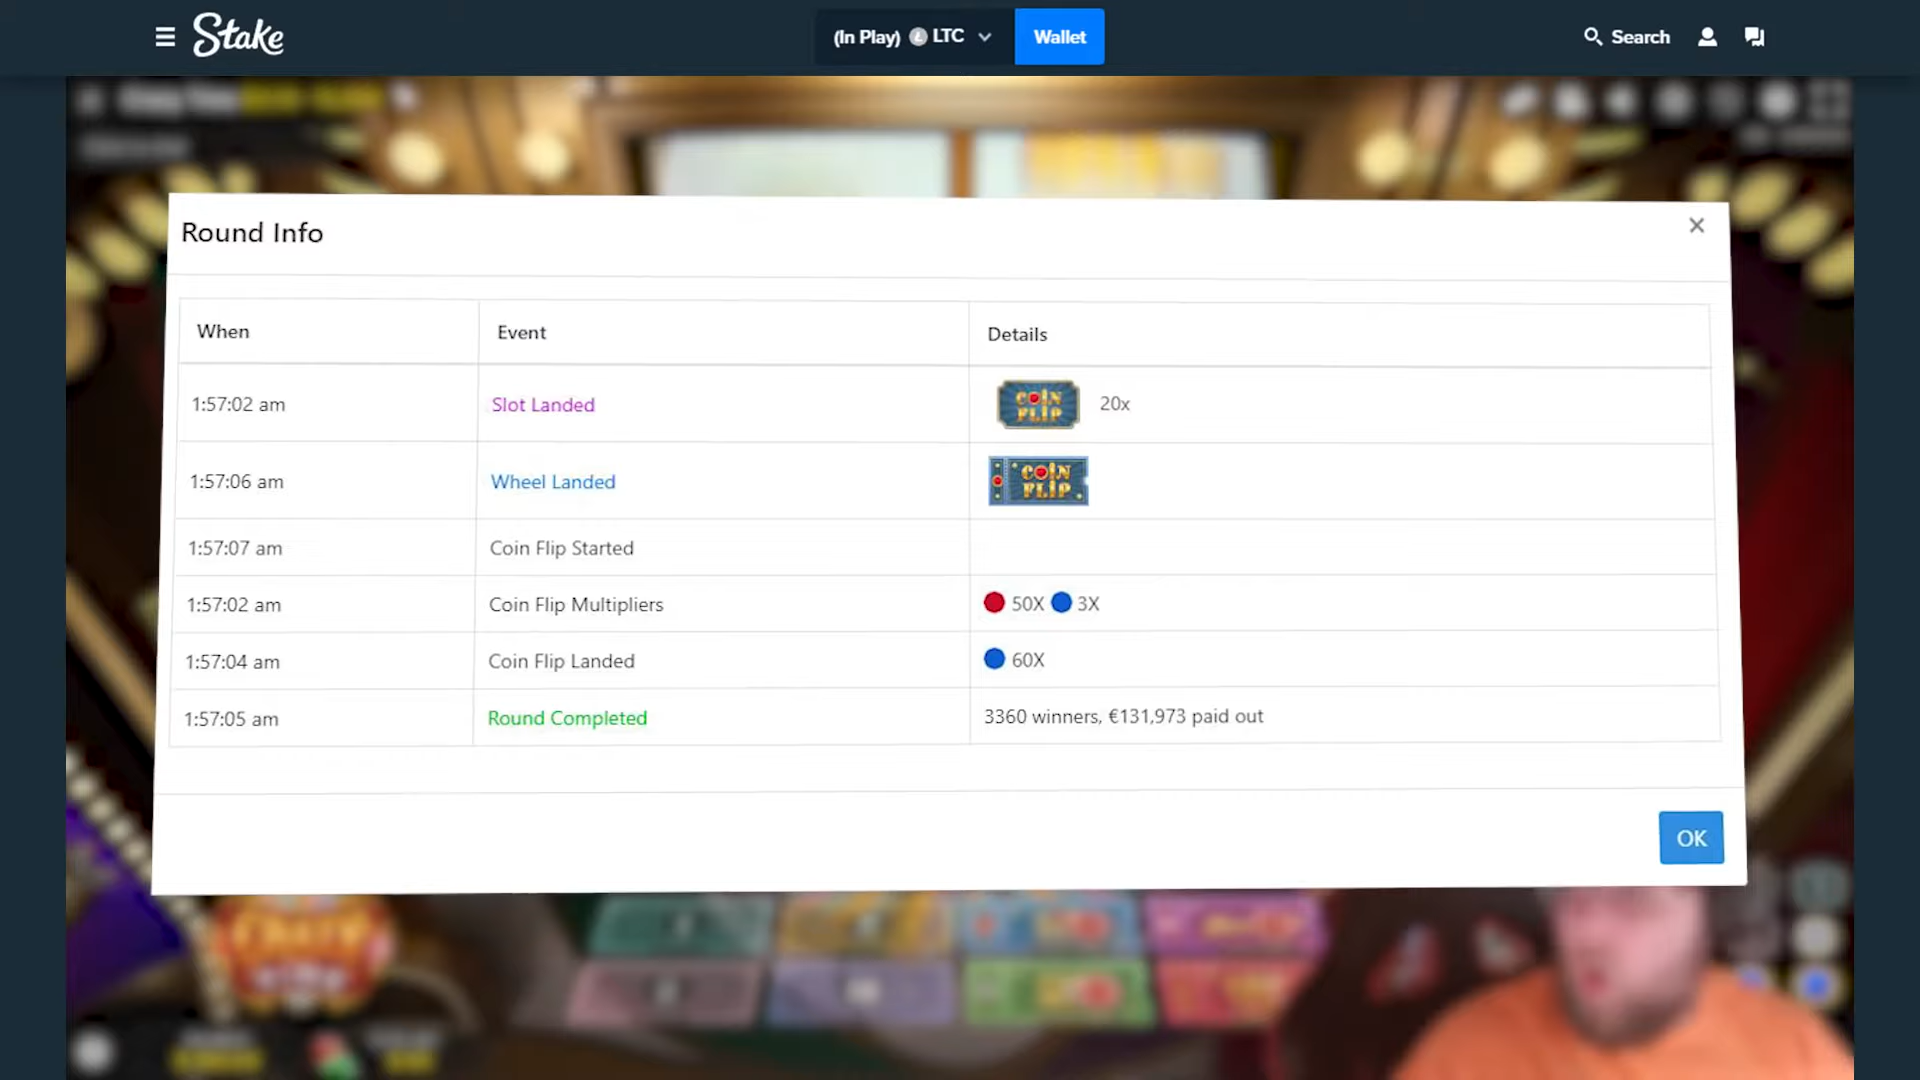 Stake
(In Play) LTC
Wallet
Search
Round Info
When Event Details
1:57:02 am Slot Landed COIN FLIP 20x
1:57:06 am Wheel Landed COIN FLIP
1:57:07 am Coin Flip Started
1:57:02 am Coin Flip Multipliers 50X 3X
1:57:04 am Coin Flip Landed 60X
1:57:05 am Round Completed 3360 winners, €131,973 paid out
OK